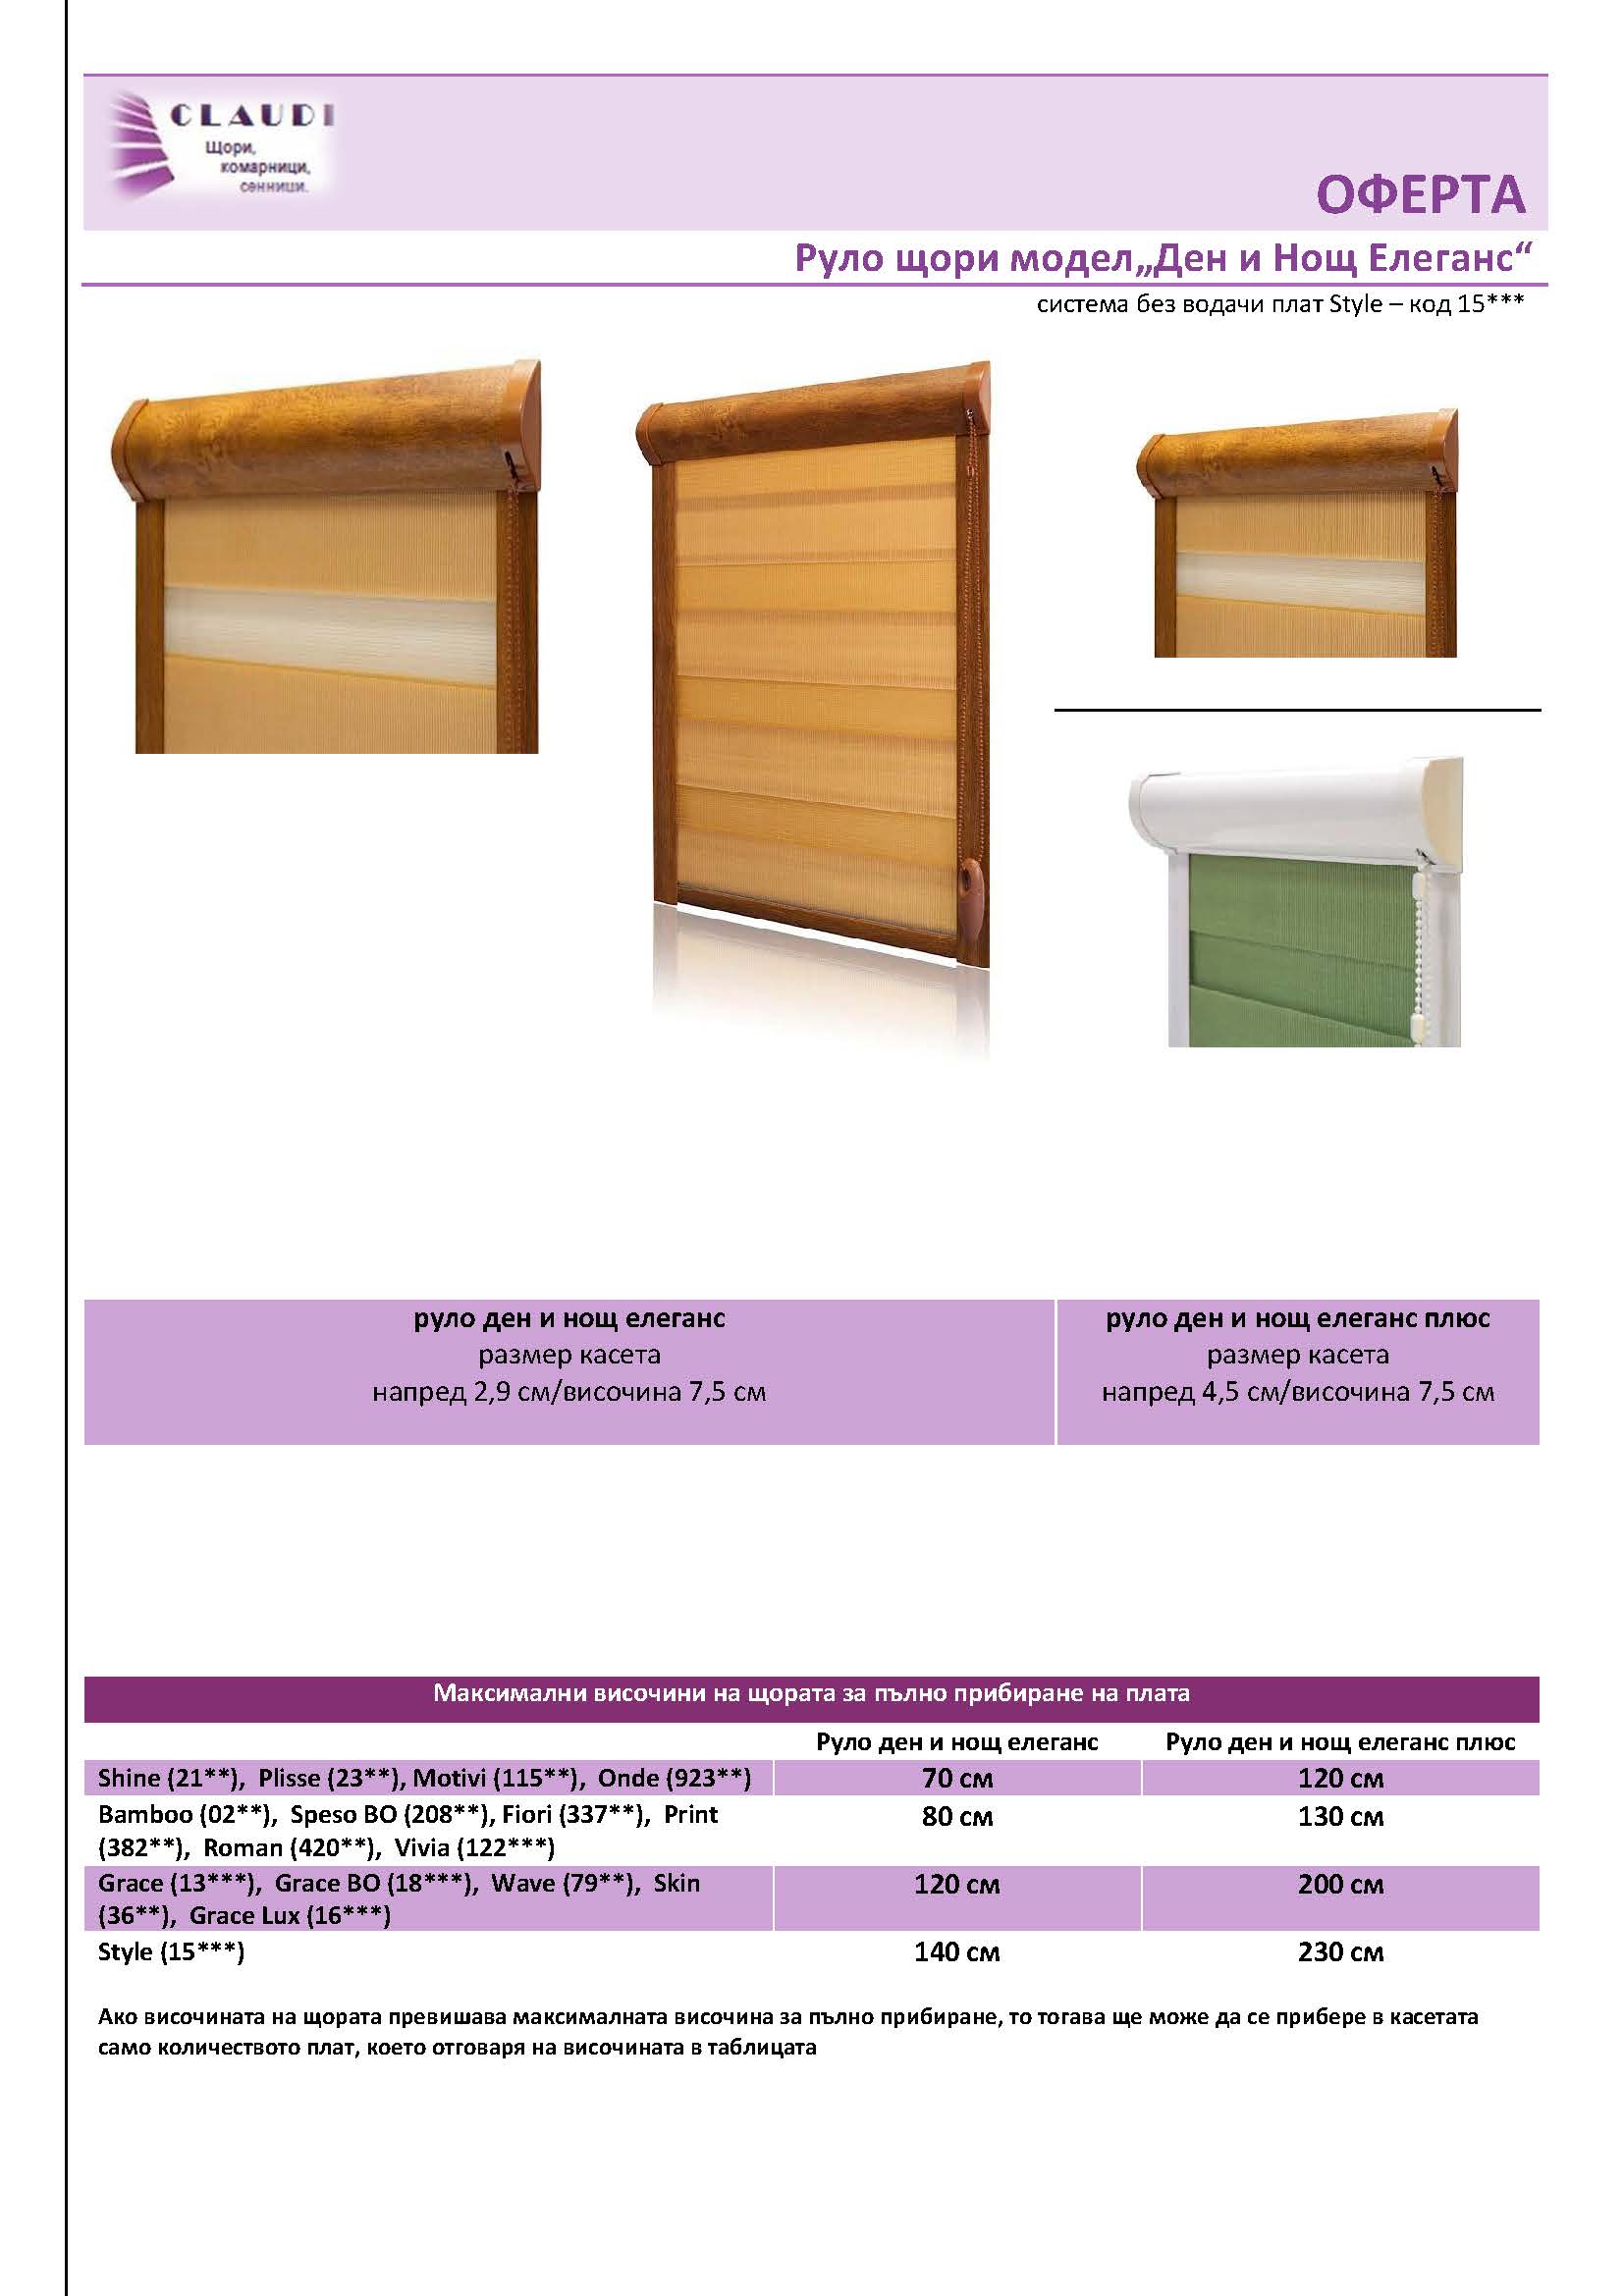 CLAUDI
Щори,
комарници,
сенници.
ОФЕРТА
Руло щори модел„Ден и Нощ Елеганс“
система без водачи плат Style – код 15***
руло ден и нощ елеганс
размер касета
напред 2,9 см/височина 7,5 см
руло ден и нощ елеганс плюс
размер касета
напред 4,5 см/височина 7,5 см
Максимални височини на щората за пълно прибиране на плата
Руло ден и нощ елеганс Руло ден и нощ елеганс плюс
Shine (21**), Plisse (23**), Motivi (115**), Onde (923**) 70 см 120 см
Bamboo (02**), Speso BO (208**), Fiori (337**), Print 80 см 130 см
(382**), Roman (420**), Vivia (122***)
Grace (13***), Grace BO (18***), Wave (79**), Skin 120 см 200 см
(36**), Grace Lux (16***)
Style (15***) 140 см 230 см
Ако височината на щората превишава максималната височина за пълно прибиране, то тогава ще може да се прибере в касетата
само количеството плат, което отговаря на височината в таблицата